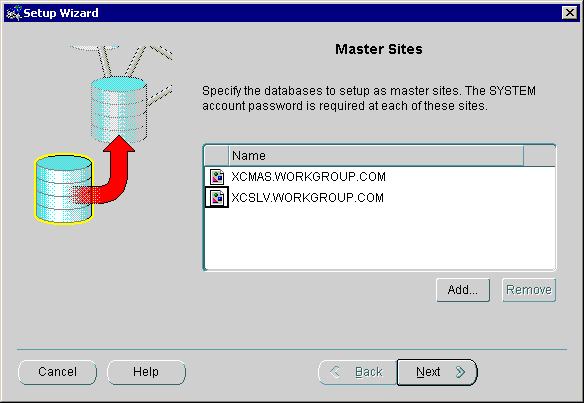 Setup Wizard
Master Sites
Specify the databases to setup as master sites. The SYSTEM
account password is required at each of these sites.
Name
XCMAS.WORKGROUP.COM
XCSLV.WORKGROUP.COM
Add... Remove
Cancel Help Back Next